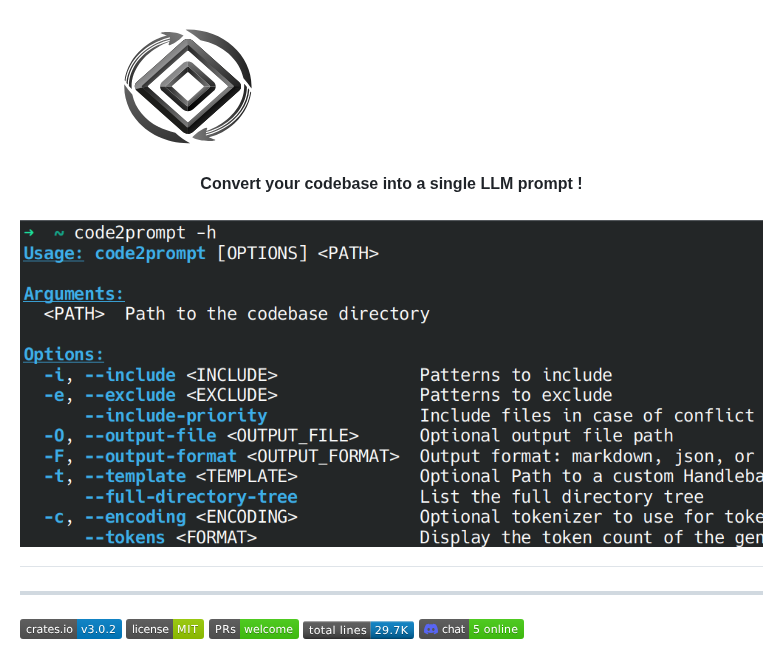 Convert your codebase into a single LLM prompt !
➜ ~ code2prompt -h
Usage: code2prompt [OPTIONS] <PATH>
Arguments:
<PATH> Path to the codebase directory
Options:
-i, --include <INCLUDE> Patterns to include
-e, --exclude <EXCLUDE> Patterns to exclude
--include-priority Include files in case of conflict
-O, --output-file <OUTPUT_FILE> Optional output file path
-F, --output-format <OUTPUT_FORMAT> Output format: markdown, json, or
-t, --template <TEMPLATE> Optional Path to a custom Handleba
--full-directory-tree List the full directory tree
-c, --encoding <ENCODING> Optional tokenizer to use for toke
--tokens <FORMAT> Display the token count of the gen
crates.io v3.0.2 license MIT PRs welcome total lines 29.7K chat 5 online